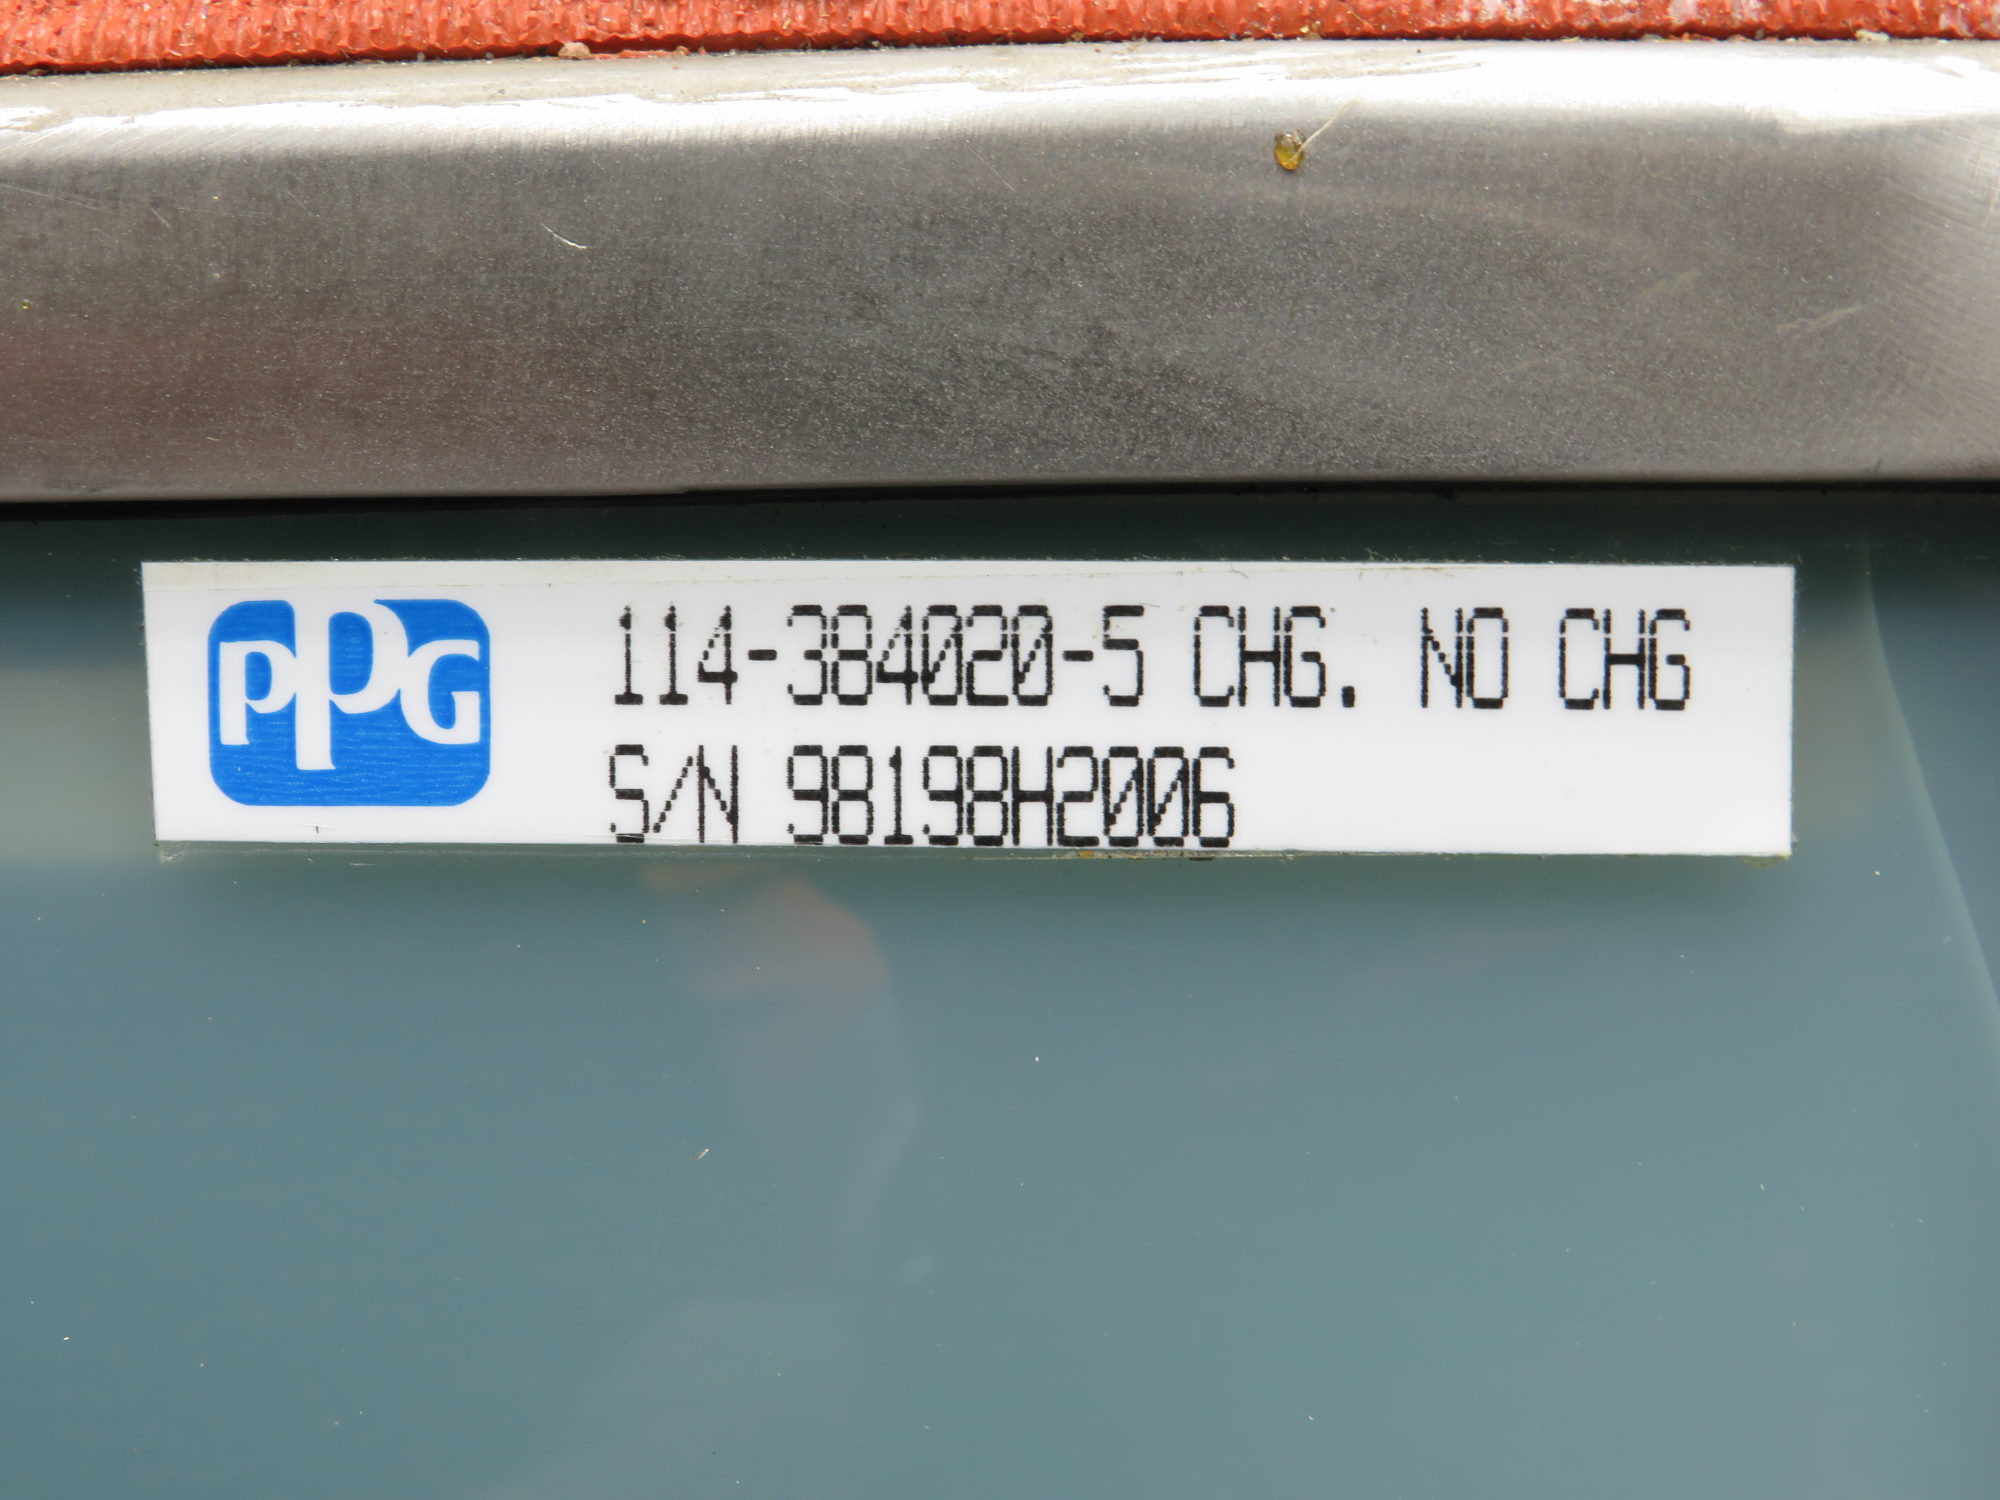 PPG
114-384020-5 CHG. NO CHG
S/N 98198H2006